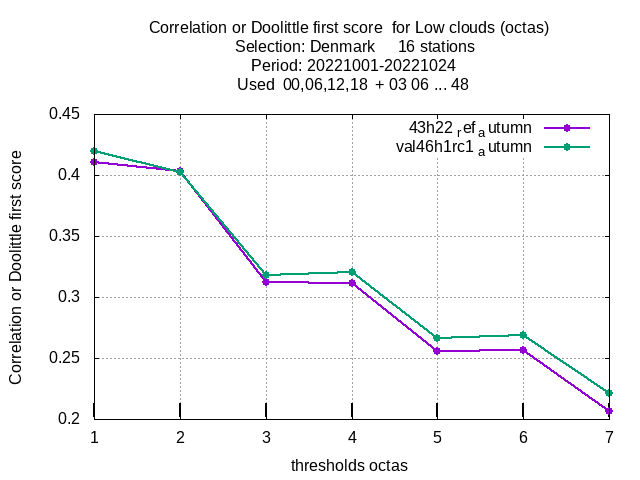 Correlation or Doolittle first score  for Low clouds (octas)
Selection: Denmark     16 stations
Period: 20221001-20221024
Used  00,06,12,18  + 03 06 ... 48
43h22 refautumn
val46h1rc1 autumn
Correlation or Doolittle first score
0.45
0.4
0.35
0.3
0.25
0.2
1 2 3 4 5 6 7
thresholds octas